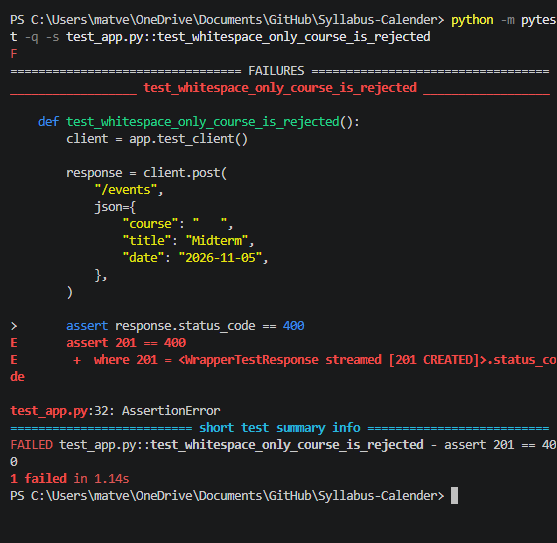 PS C:\Users\matve\OneDrive\Documents\GitHub\Syllabus-Calender> python -m pytes
t -q -s test_app.py::test_whitespace_only_course_is_rejected
F
================================= FAILURES ==================================
__________________ test_whitespace_only_course_is_rejected __________________

    def test_whitespace_only_course_is_rejected():
        client = app.test_client()

        response = client.post(
            "/events",
            json={
                "course": "   ",
                "title": "Midterm",
                "date": "2026-11-05",
            },
        )

>       assert response.status_code == 400
E       assert 201 == 400
E        +  where 201 = <WrapperTestResponse streamed [201 CREATED]>.status_co
de

test_app.py:32: AssertionError
========================== short test summary info ==========================
FAILED test_app.py::test_whitespace_only_course_is_rejected - assert 201 == 40
0
1 failed in 1.14s
PS C:\Users\matve\OneDrive\Documents\GitHub\Syllabus-Calender>